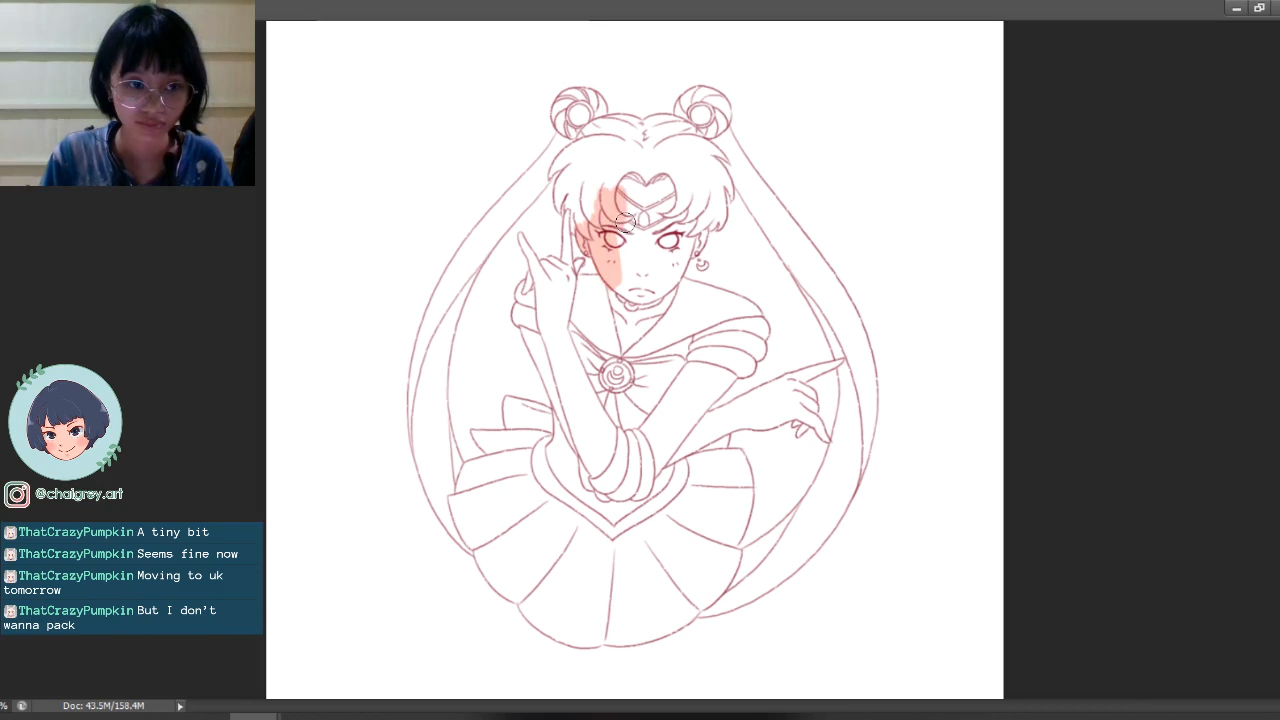 @chaigrey.art
ThatCrazyPumpkin A tiny bit
ThatCrazyPumpkin Seems fine now
ThatCrazyPumpkin Moving to uk
tomorrow
ThatCrazyPumpkin But I don't
wanna pack
% Doc: 43.5M/158.4M